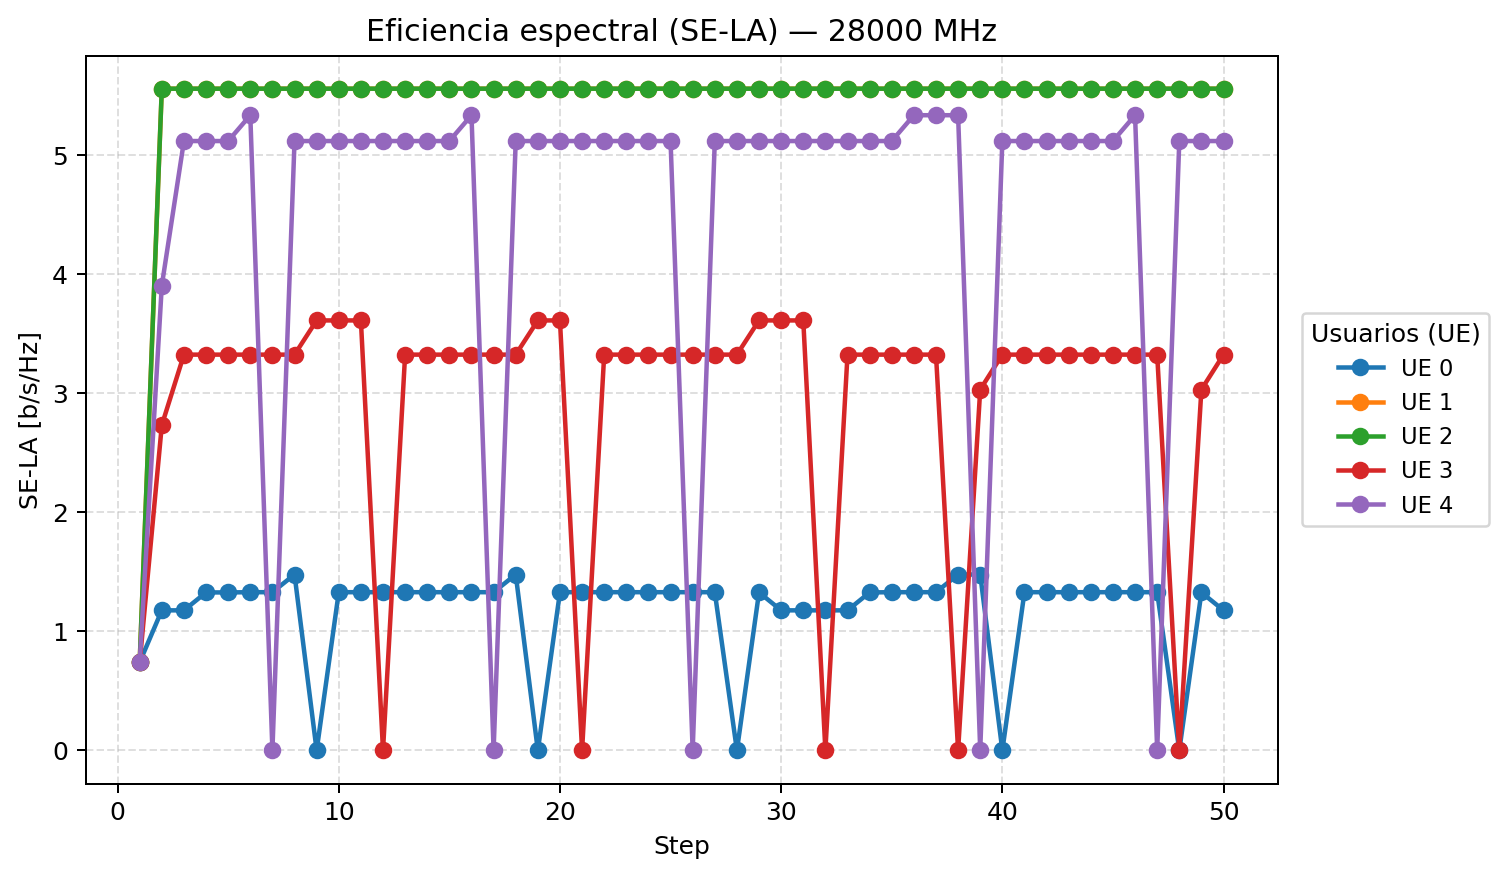 Eficiencia espectral (SE-LA) — 28000 MHz
SE-LA [b/s/Hz]
5
4
3
2
1
0
0 10 20 30 40 50
Step
Usuarios (UE)
UE 0
UE 1
UE 2
UE 3
UE 4